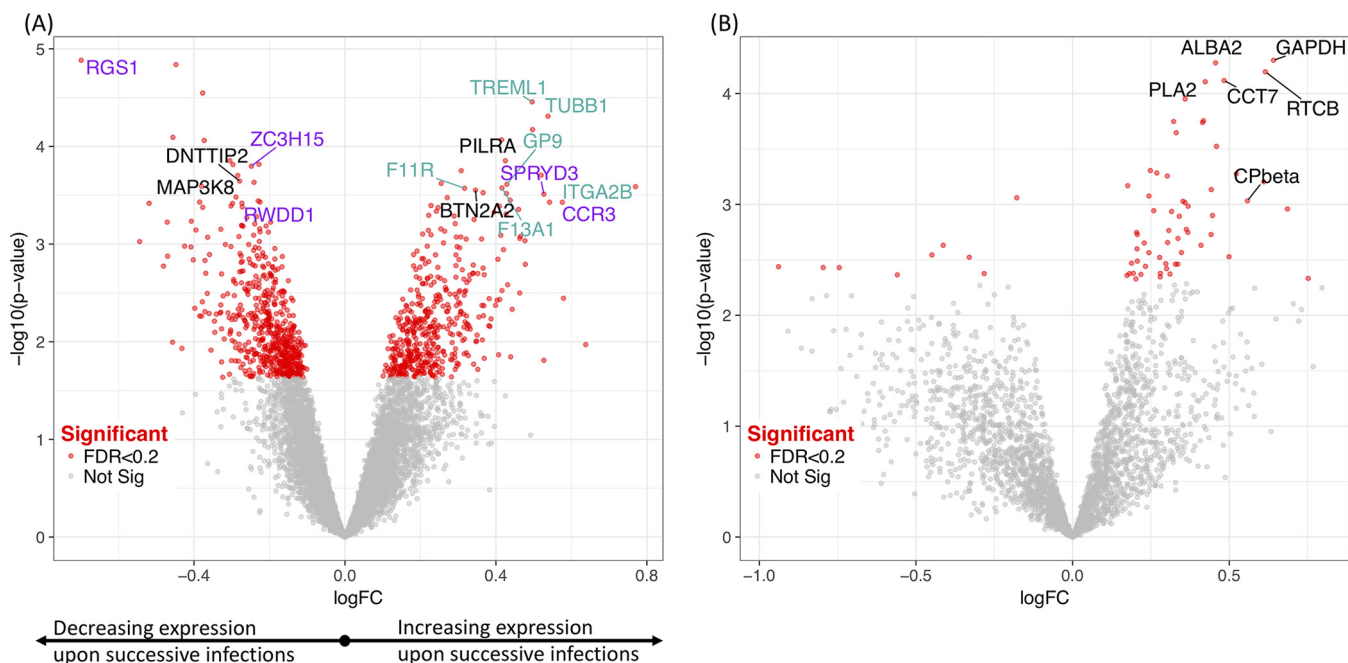 (A)
5
4
3
2
1
0
−log10(p−value)
RGS1
TREML1
TUBB1
ZC3H15
PILRA
GP9
DNTTIP2
F11R
SPRYD3
MAP3K8
ITGA2B
BTN2A2
RWDD1
CCR3
F13A1
Significant
FDR<0.2
Not Sig
−0.4
0.0
0.4
0.8
logFC
Decreasing expression
upon successive infections
Increasing expression
upon successive infections
(B)
4
3
2
1
0
−log10(p−value)
ALBA2
GAPDH
PLA2
CCT7
RTCB
CPbeta
Significant
FDR<0.2
Not Sig
−1.0
−0.5
0.0
0.5
logFC